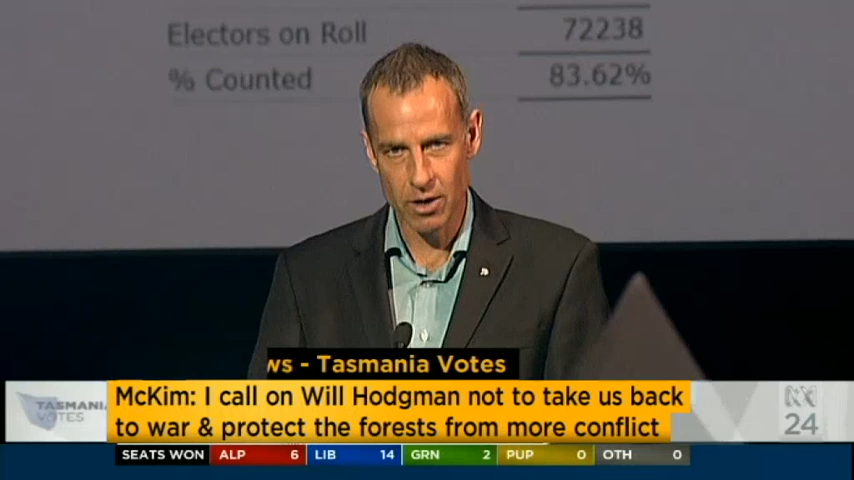 Electors on Roll 72238
% Counted 83.62%
ws - Tasmania Votes
McKim: I call on Will Hodgman not to take us back
to war & protect the forests from more conflict
TASMANIA
VOTES
24
SEATS WON ALP 6 LIB 14 GRN 2 PUP 0 OTH 0